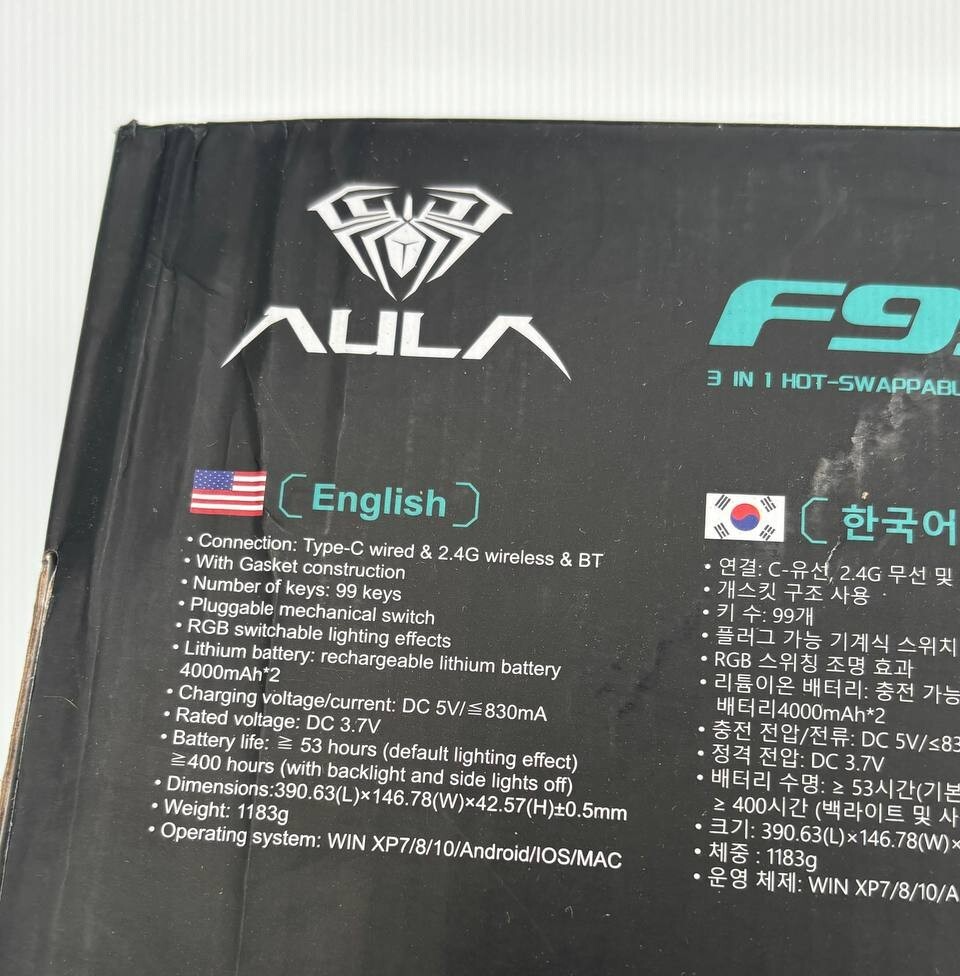 AULA
F9
3 IN 1 HOT-SWAPPABL
English
• Connection: Type-C wired & 2.4G wireless & BT
• With Gasket construction
• Number of keys: 99 keys
• Pluggable mechanical switch
• RGB switchable lighting effects
• Lithium battery: rechargeable lithium battery
4000mAh*2
• Charging voltage/current: DC 5V/≦830mA
• Rated voltage: DC 3.7V
• Battery life: ≧ 53 hours (default lighting effect)
≧400 hours (with backlight and side lights off)
• Dimensions:390.63(L)×146.78(W)×42.57(H)±0.5mm
• Weight: 1183g
• Operating system: WIN XP7/8/10/Android/IOS/MAC
한국어
• 연결: C-유선, 2.4G 무선 및
• 개스킷 구조 사용
• 키 수: 99개
• 플러그 가능 기계식 스위치
• RGB 스위칭 조명 효과
• 리튬이온 배터리: 충전 가능
배터리4000mAh*2
• 충전 전압/전류: DC 5V/≤83
• 정격 전압: DC 3.7V
• 배터리 수명: ≥ 53시간(기본
≥ 400시간 (백라이트 및 사
• 크기: 390.63(L)×146.78(W)×
• 체중 : 1183g
• 운영 체제: WIN XP7/8/10/A